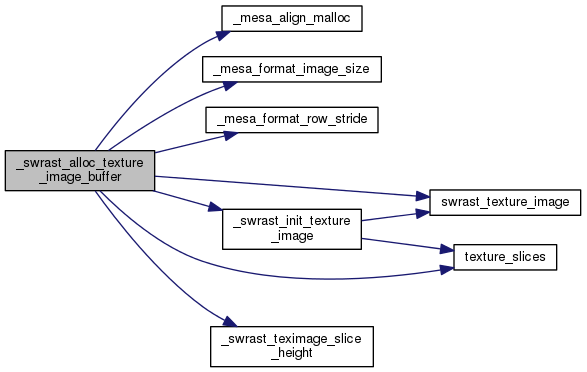 _mesa_align_malloc
_mesa_format_image_size
_mesa_format_row_stride
_swrast_alloc_texture
_image_buffer
swrast_texture_image
_swrast_init_texture
_image
texture_slices
_swrast_teximage_slice
_height